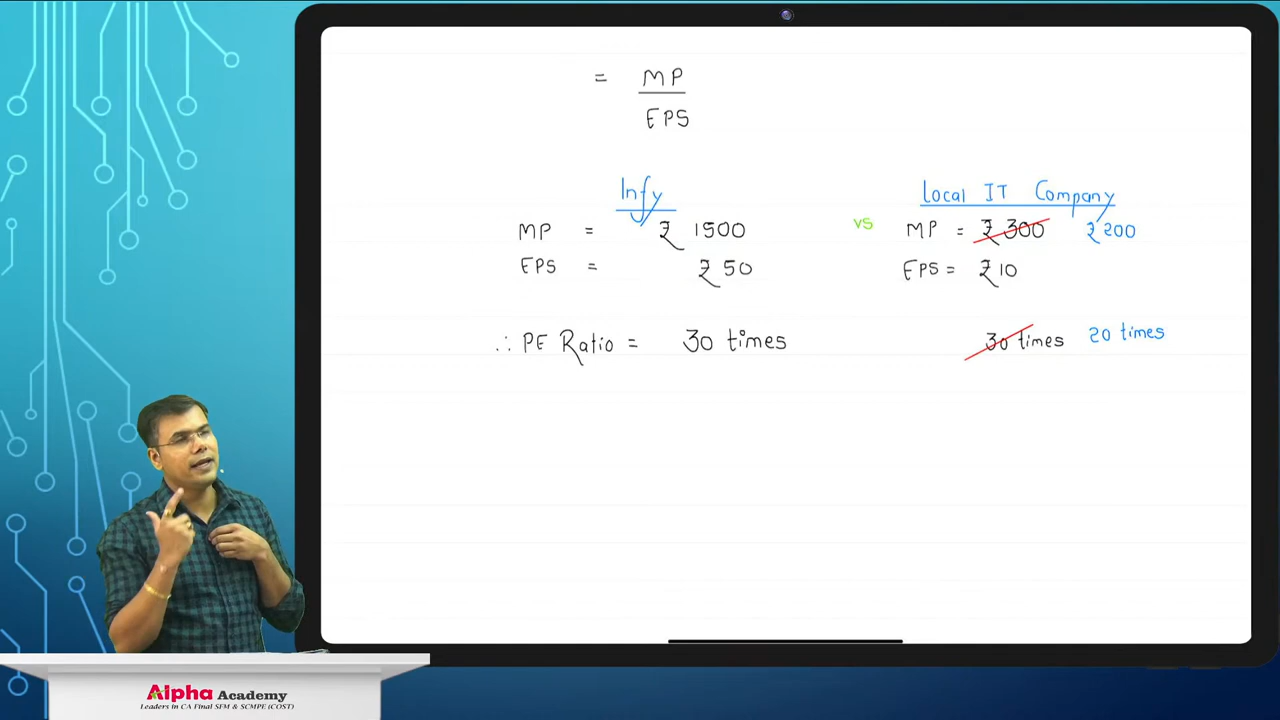 = MP
EPS
Infy
Local IT Company
MP = ₹ 1500
vs
MP = ₹ 300 ₹ 200
EPS = ₹ 50
EPS = ₹ 10
∴ PE Ratio = 30 times
30 times 20 times
Alpha Academy
Leaders in CA Final SFM & SCMPE (COST)